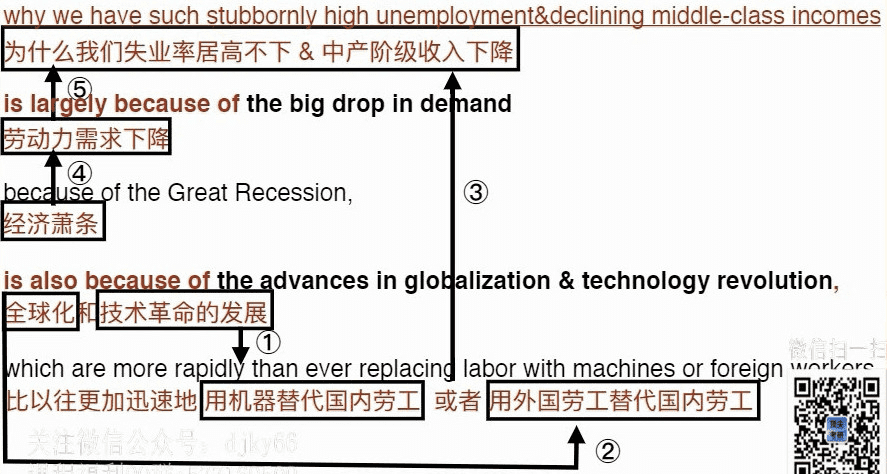 why we have such stubbornly high unemployment&declining middle-class incomes
为什么我们失业率居高不下 & 中产阶级收入下降
⑤
is largely because of the big drop in demand
劳动力需求下降
④
because of the Great Recession,
③
经济萧条
is also because of the advances in globalization & technology revolution,
全球化和技术革命的发展
①
微信扫一扫
which are more rapidly than ever replacing labor with machines or foreign workers
比以往更加迅速地 用机器替代国内劳工 或者 用外国劳工替代国内劳工
关注微信公众号: djky66
②